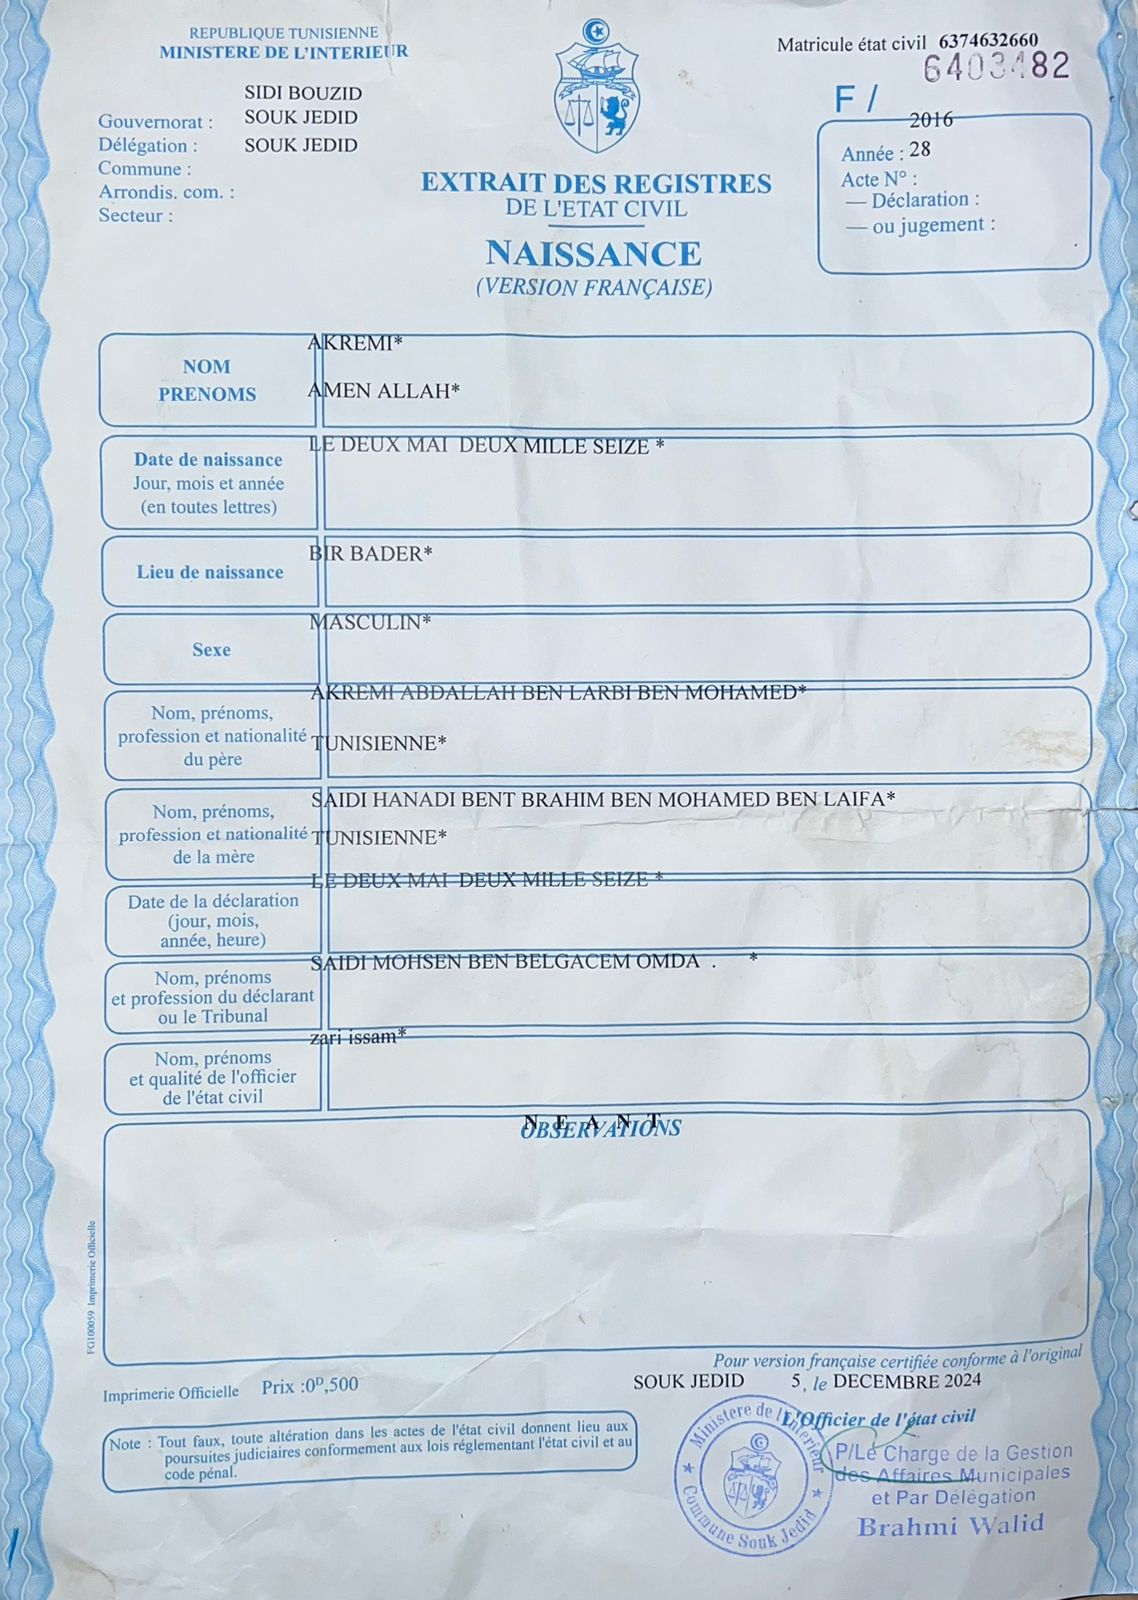 REPUBLIQUE TUNISIENNE
MINISTERE DE L'INTERIEUR
Matricule état civil 6374632660
6403482
F /
SIDI BOUZID
Gouvernorat : SOUK JEDID
Délégation : SOUK JEDID
Commune :
Arrondis. com. :
Secteur :
2016
Année : 28
Acte N° :
— Déclaration :
— ou jugement :
EXTRAIT DES REGISTRES
DE L'ETAT CIVIL
NAISSANCE
(VERSION FRANÇAISE)
AKREMI*
NOM
PRENOMS
AMEN ALLAH*
LE DEUX MAI DEUX MILLE SEIZE *
Date de naissance
Jour, mois et année
(en toutes lettres)
BIR BADER*
Lieu de naissance
MASCULIN*
Sexe
AKREMI ABDALLAH BEN LARBI BEN MOHAMED*
Nom, prénoms,
profession et nationalité
du père
TUNISIENNE*
SAIDI HANADI BENT BRAHIM BEN MOHAMED BEN LAIFA*
Nom, prénoms,
profession et nationalité
de la mère
TUNISIENNE*
LE DEUX MAI DEUX MILLE SEIZE *
Date de la déclaration
(jour, mois,
année, heure)
SAIDI MOHSEN BEN BELGACEM OMDA . *
Nom, prénoms
et profession du déclarant
ou le Tribunal
zari issam*
Nom, prénoms
et qualité de l'officier
de l'état civil
N E A N T
OBSERVATIONS
FG100059 Imprimerie Officielle
Pour version française certifiée conforme à l'original
SOUK JEDID 5, le DECEMBRE 2024
Imprimerie Officielle Prix :0ᴰ,500
L'Officier de l'état civil
Note : Tout faux, toute altération dans les actes de l'état civil donnent lieu aux
poursuites judiciaires conformement aux lois réglementant l'état civil et au
code pénal.
Ministere de l'Interieur
Commune Souk Jedid
P/Le Charge de la Gestion
des Affaires Municipales
et Par Délégation
Brahmi Walid